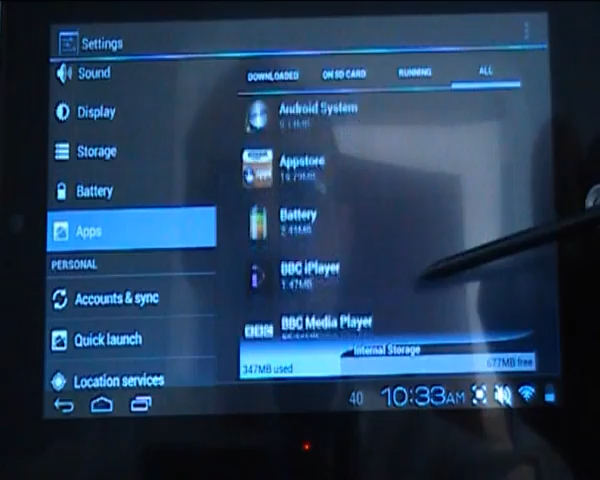 Settings
Sound
Display
Storage
Battery
Apps
PERSONAL
Accounts & sync
Quick launch
Location services
DOWNLOADED ON SD CARD RUNNING ALL
Android System
Appstore
Battery
BBC iPlayer
1.47MB
BBC Media Player
Internal Storage
347MB used 677MB free
40 10:33AM